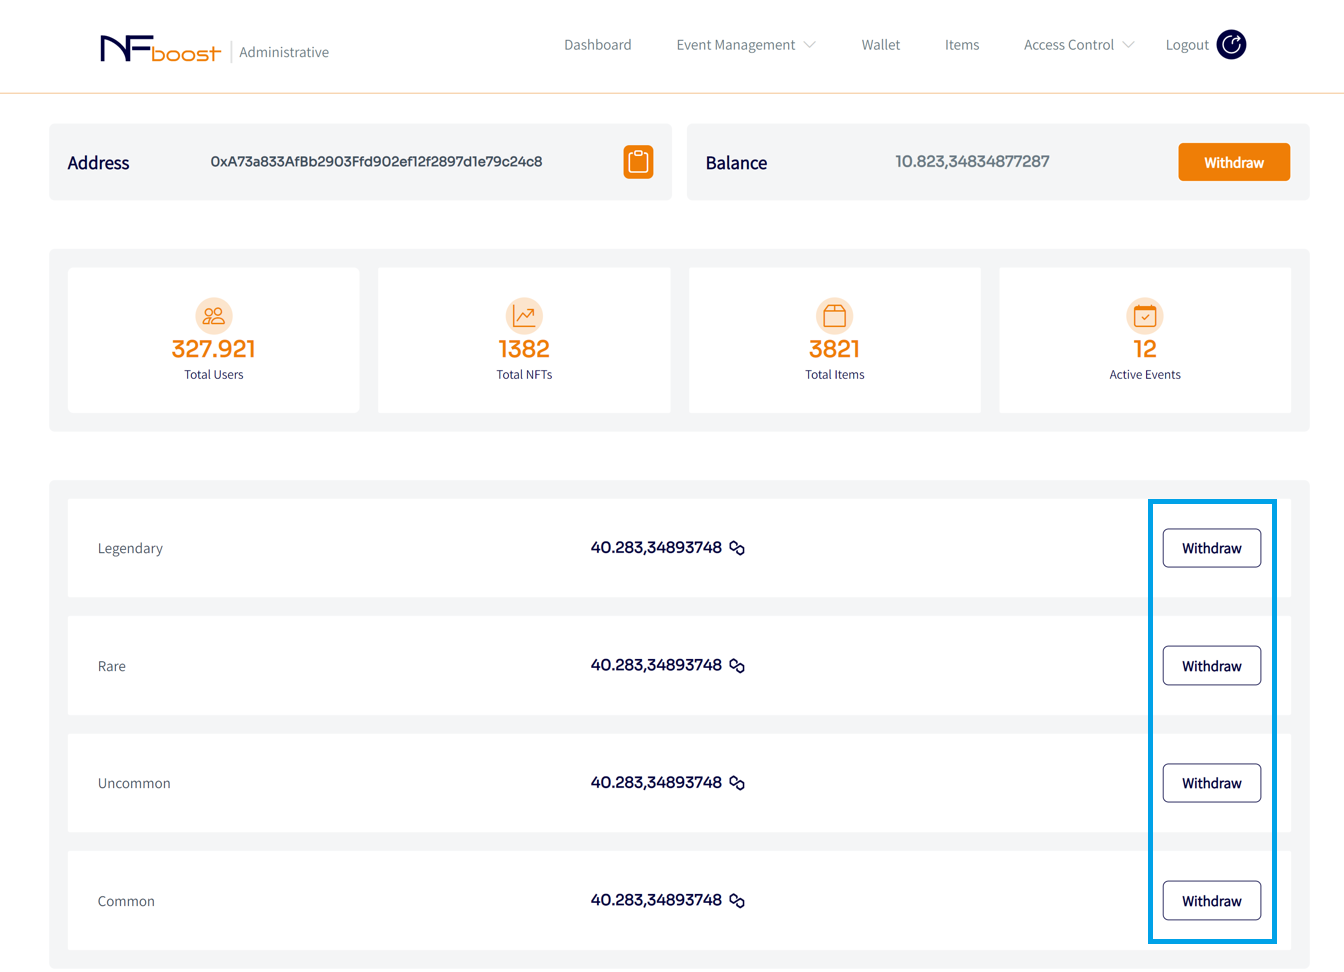 NFboost Administrative
Dashboard Event Management Wallet Items Access Control Logout
Address 0xA73a833AfBb2903Ffd902ef12f2897d1e79c24c8
Balance 10.823,34834877287 Withdraw
327.921
Total Users
1382
Total NFTs
3821
Total Items
12
Active Events
Legendary 40.283,34893748 Withdraw
Rare 40.283,34893748 Withdraw
Uncommon 40.283,34893748 Withdraw
Common 40.283,34893748 Withdraw